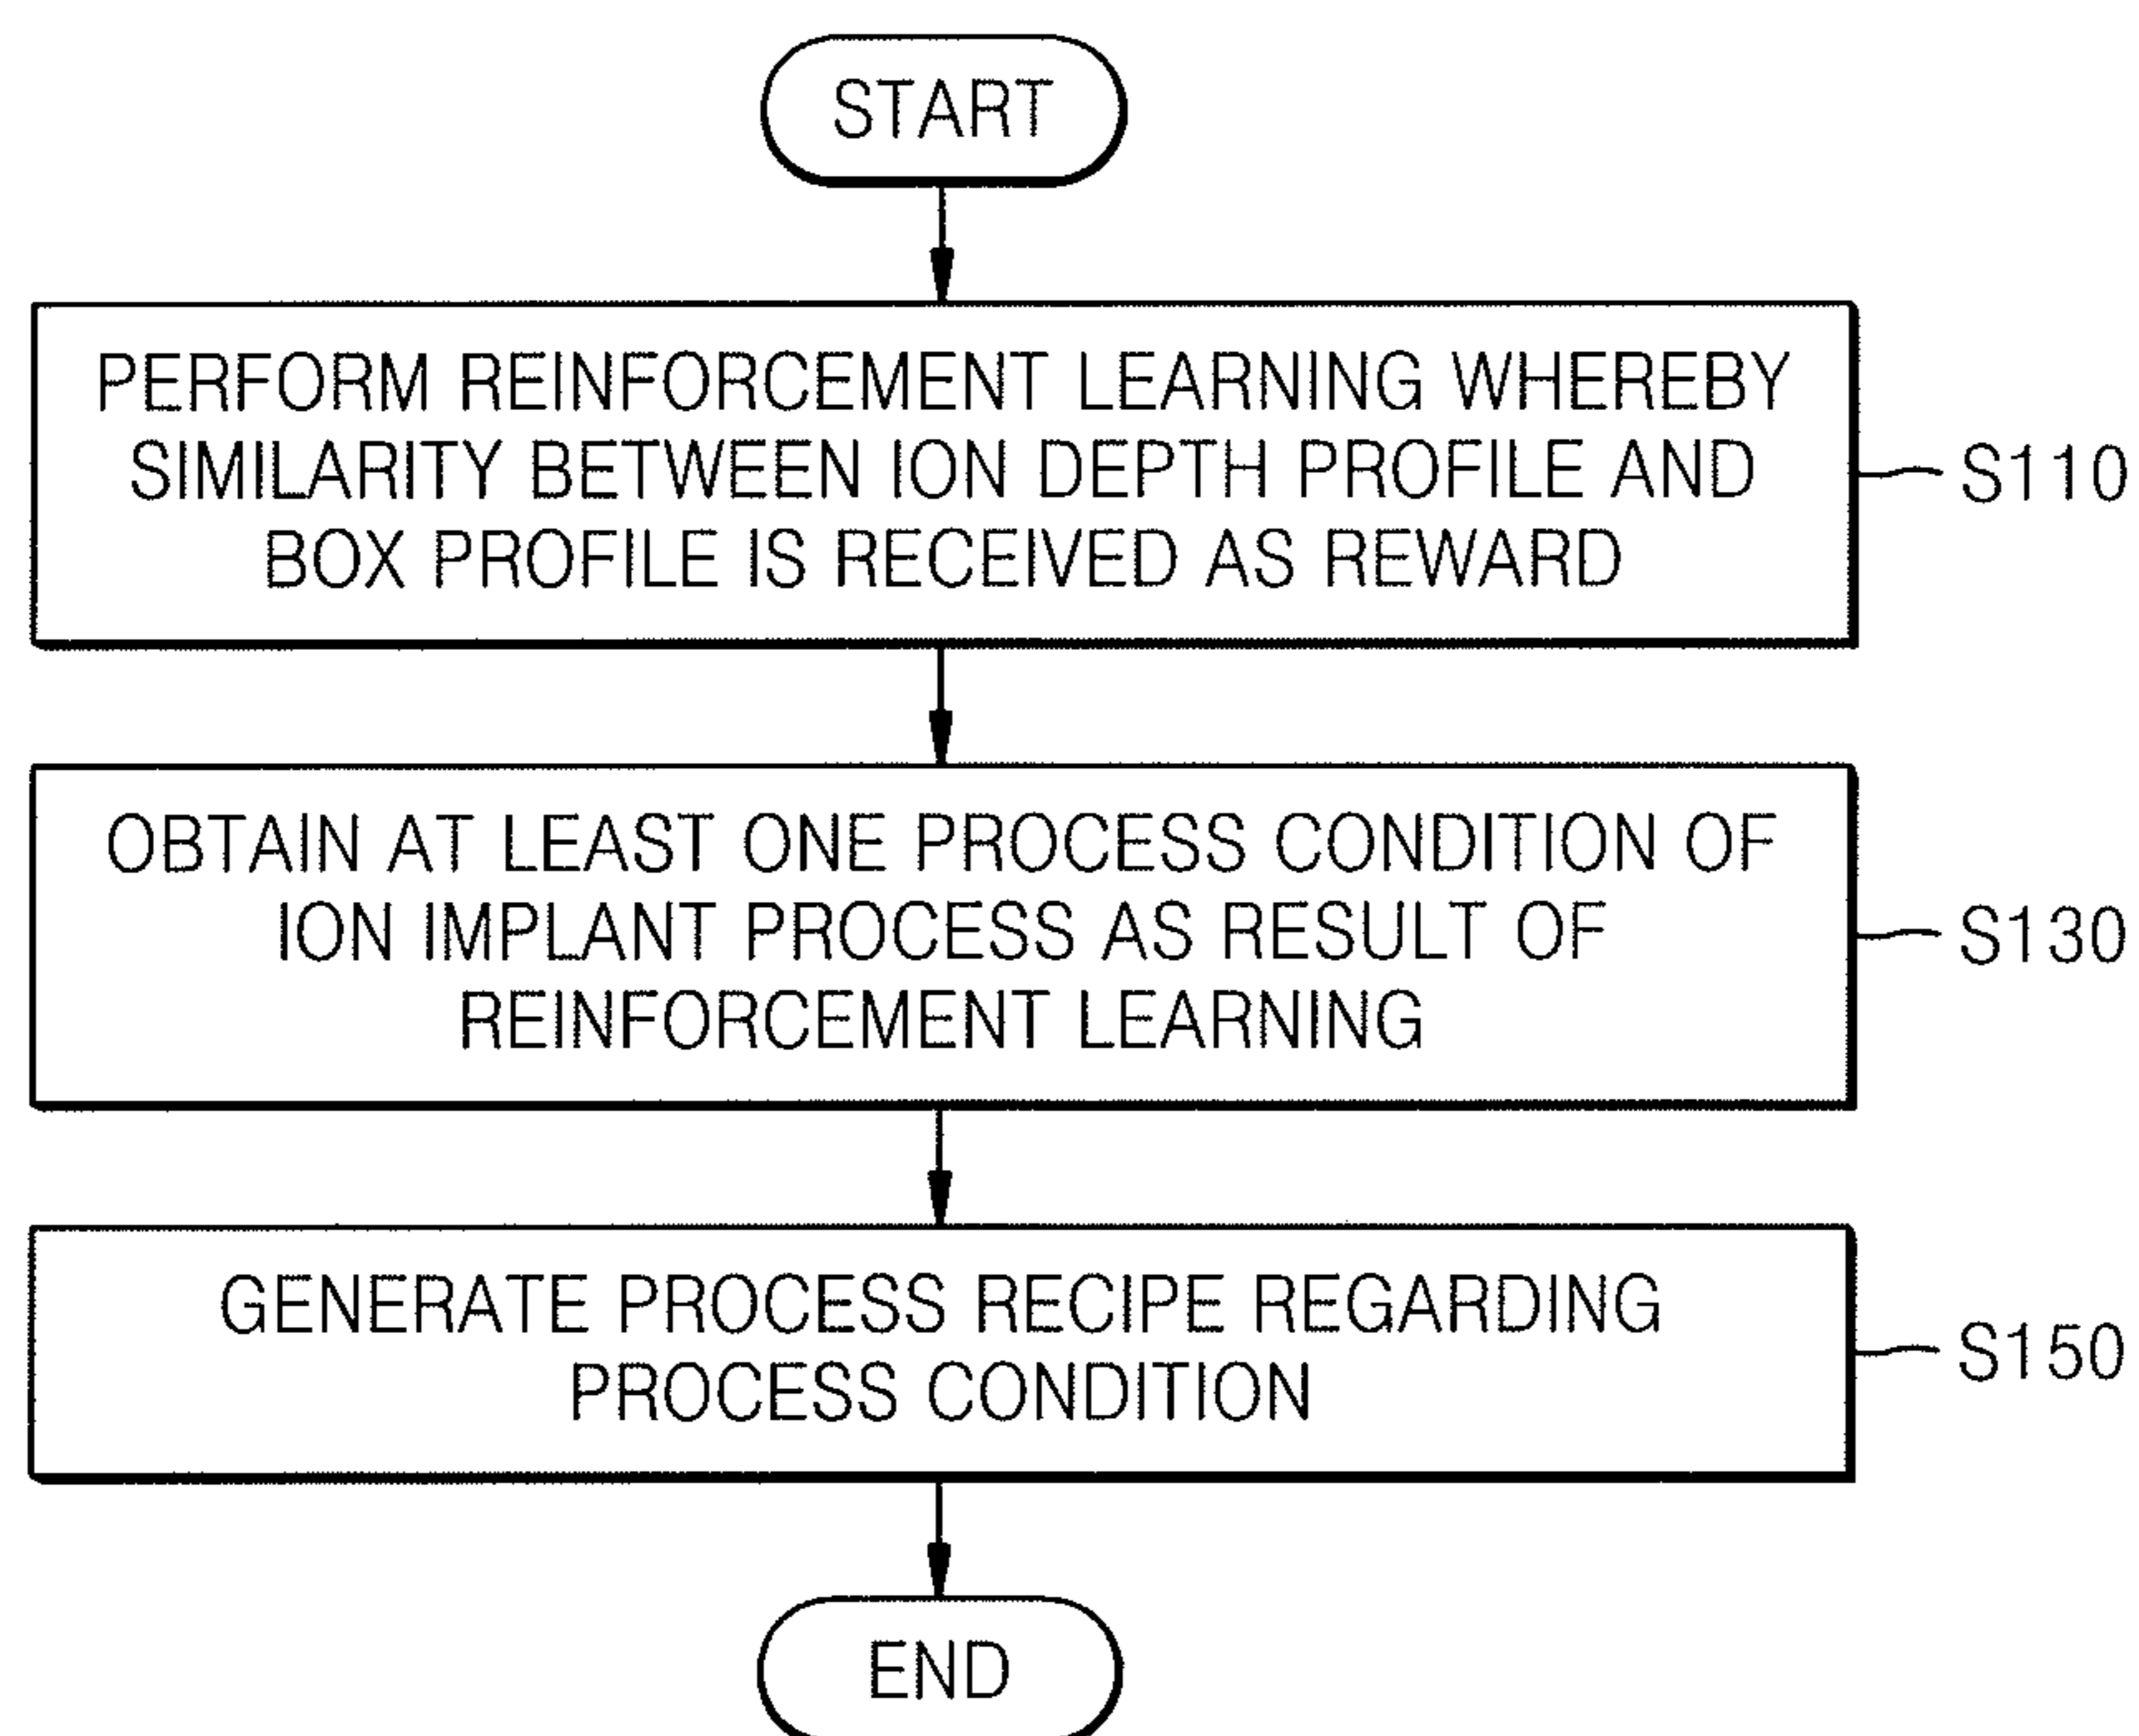 START
PERFORM REINFORCEMENT LEARNING WHEREBY
SIMILARITY BETWEEN ION DEPTH PROFILE AND
BOX PROFILE IS RECEIVED AS REWARD
S110
OBTAIN AT LEAST ONE PROCESS CONDITION OF
ION IMPLANT PROCESS AS RESULT OF
REINFORCEMENT LEARNING
S130
GENERATE PROCESS RECIPE REGARDING
PROCESS CONDITION
S150
END